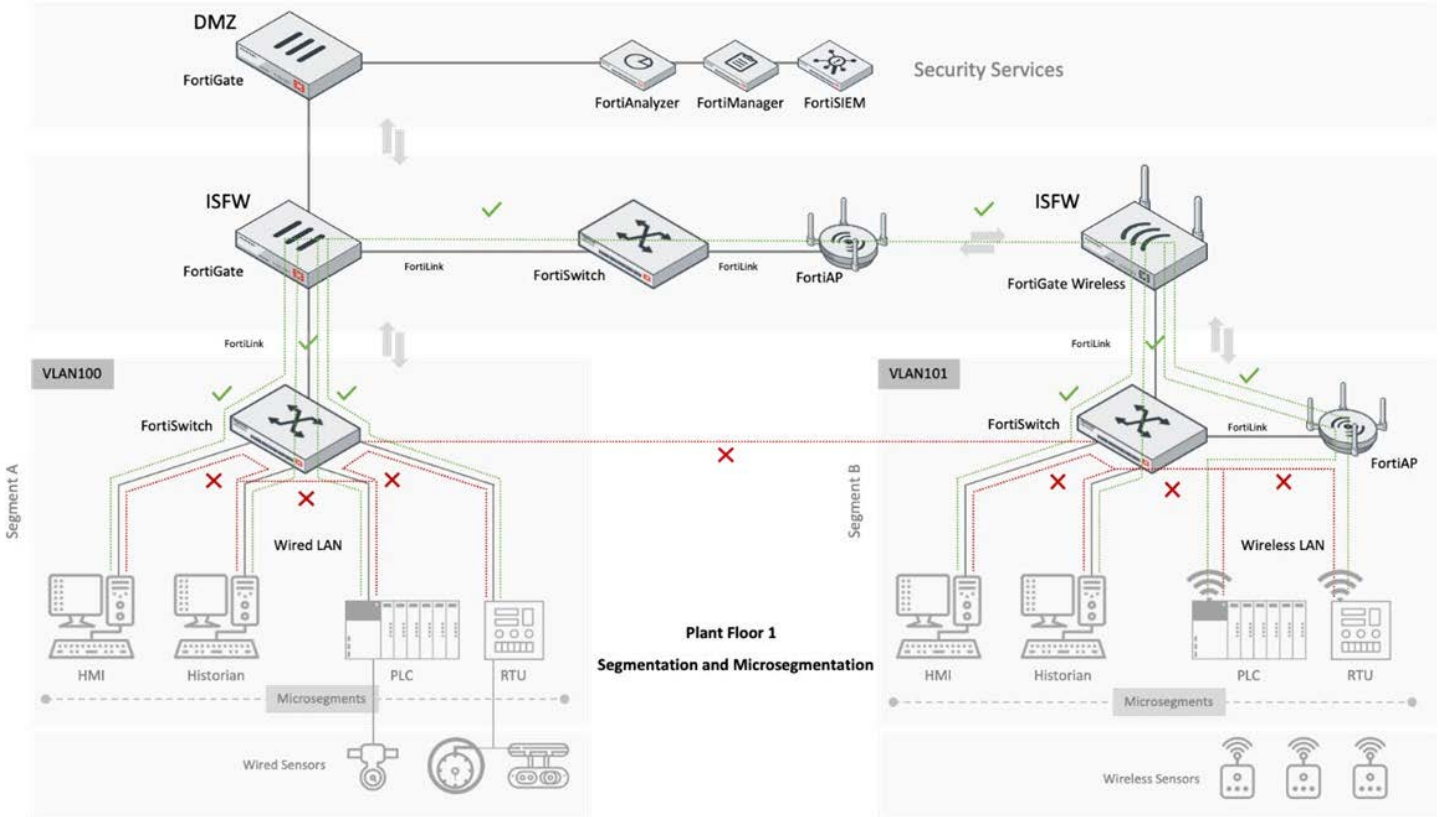 DMZ
FortiGate
FortiAnalyzer
FortiManager
FortiSIEM
Security Services
ISFW
FortiGate
FortiLink
FortiSwitch
FortiLink
FortiAP
ISFW
FortiGate Wireless
FortiLink
FortiLink
VLAN100
FortiSwitch
VLAN101
FortiSwitch
FortiLink
FortiAP
Segment A
Segment B
Wired LAN
Wireless LAN
Plant Floor 1
Segmentation and Microsegmentation
HMI
Historian
PLC
RTU
Microsegments
HMI
Historian
PLC
RTU
Microsegments
Wired Sensors
Wireless Sensors